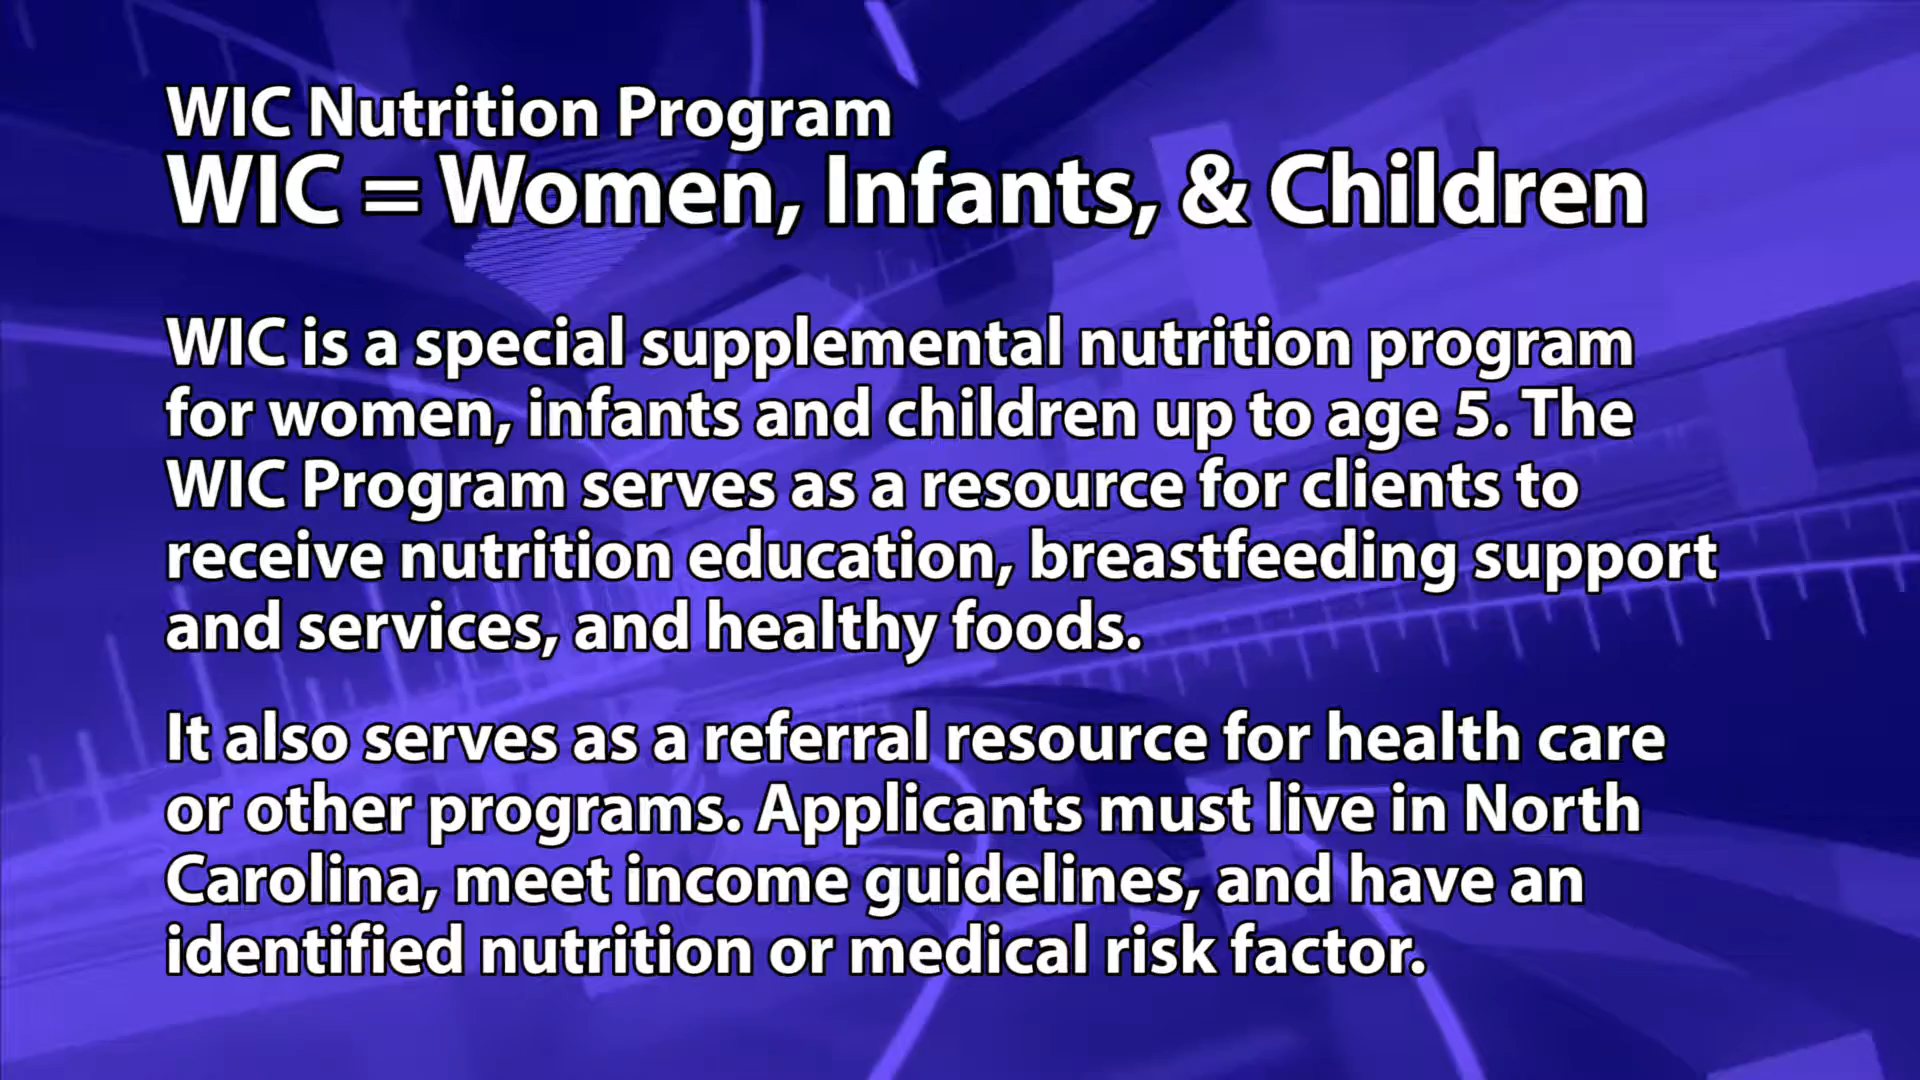 WIC Nutrition Program
WIC = Women, Infants, & Children
WIC is a special supplemental nutrition program
for women, infants and children up to age 5. The
WIC Program serves as a resource for clients to
receive nutrition education, breastfeeding support
and services, and healthy foods.
It also serves as a referral resource for health care
or other programs. Applicants must live in North
Carolina, meet income guidelines, and have an
identified nutrition or medical risk factor.